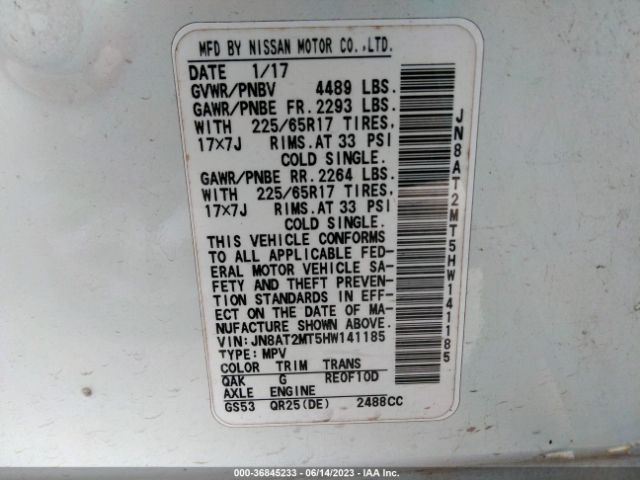 MFD BY NISSAN MOTOR CO.,LTD.
DATE 1/17
GVWR/PNBV 4489 LBS.
GAWR/PNBE FR. 2293 LBS.
WITH 225/65R17 TIRES,
17×7J RIMS.AT 33 PSI
COLD SINGLE.
GAWR/PNBE RR. 2264 LBS.
WITH 225/65R17 TIRES,
17×7J RIMS.AT 33 PSI
COLD SINGLE.
THIS VEHICLE CONFORMS
TO ALL APPLICABLE FED-
ERAL MOTOR VEHICLE SA-
FETY AND THEFT PREVEN-
TION STANDARDS IN EFF-
ECT ON THE DATE OF MA-
NUFACTURE SHOWN ABOVE.
VIN: JN8AT2MT5HW141185
TYPE: MPV
COLOR TRIM TRANS
QAK G RE0F10D
AXLE ENGINE
GS53 QR25(DE) 2488CC
JN8AT2MT5HW141185
000-36845233 - 06/14/2023 - IAA Inc.